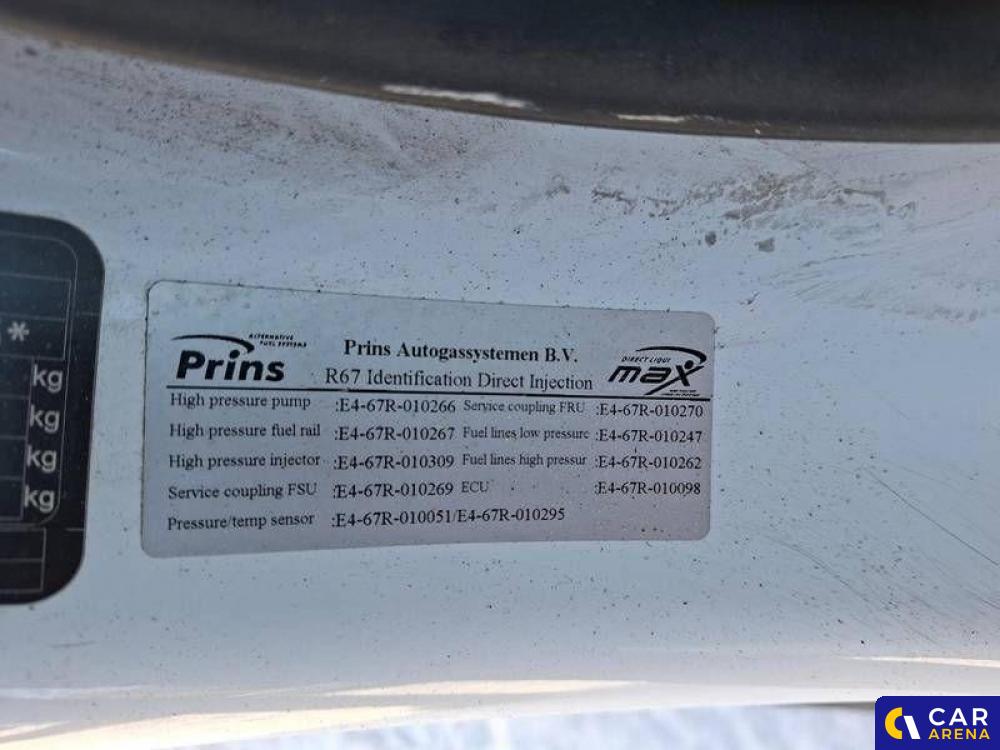 *
kg
kg
kg
kg
ALTERNATIVE
FUEL SYSTEMS
Prins
Prins Autogassystemen B.V.
R67 Identification Direct Injection
DIRECT LIQUI
max
High pressure pump :E4-67R-010266 Service coupling FRU :E4-67R-010270
High pressure fuel rail :E4-67R-010267 Fuel lines low pressure :E4-67R-010247
High pressure injector :E4-67R-010309 Fuel lines high pressur :E4-67R-010262
Service coupling FSU :E4-67R-010269 ECU :E4-67R-010098
Pressure/temp sensor :E4-67R-010051/E4-67R-010295
CAR
ARENA